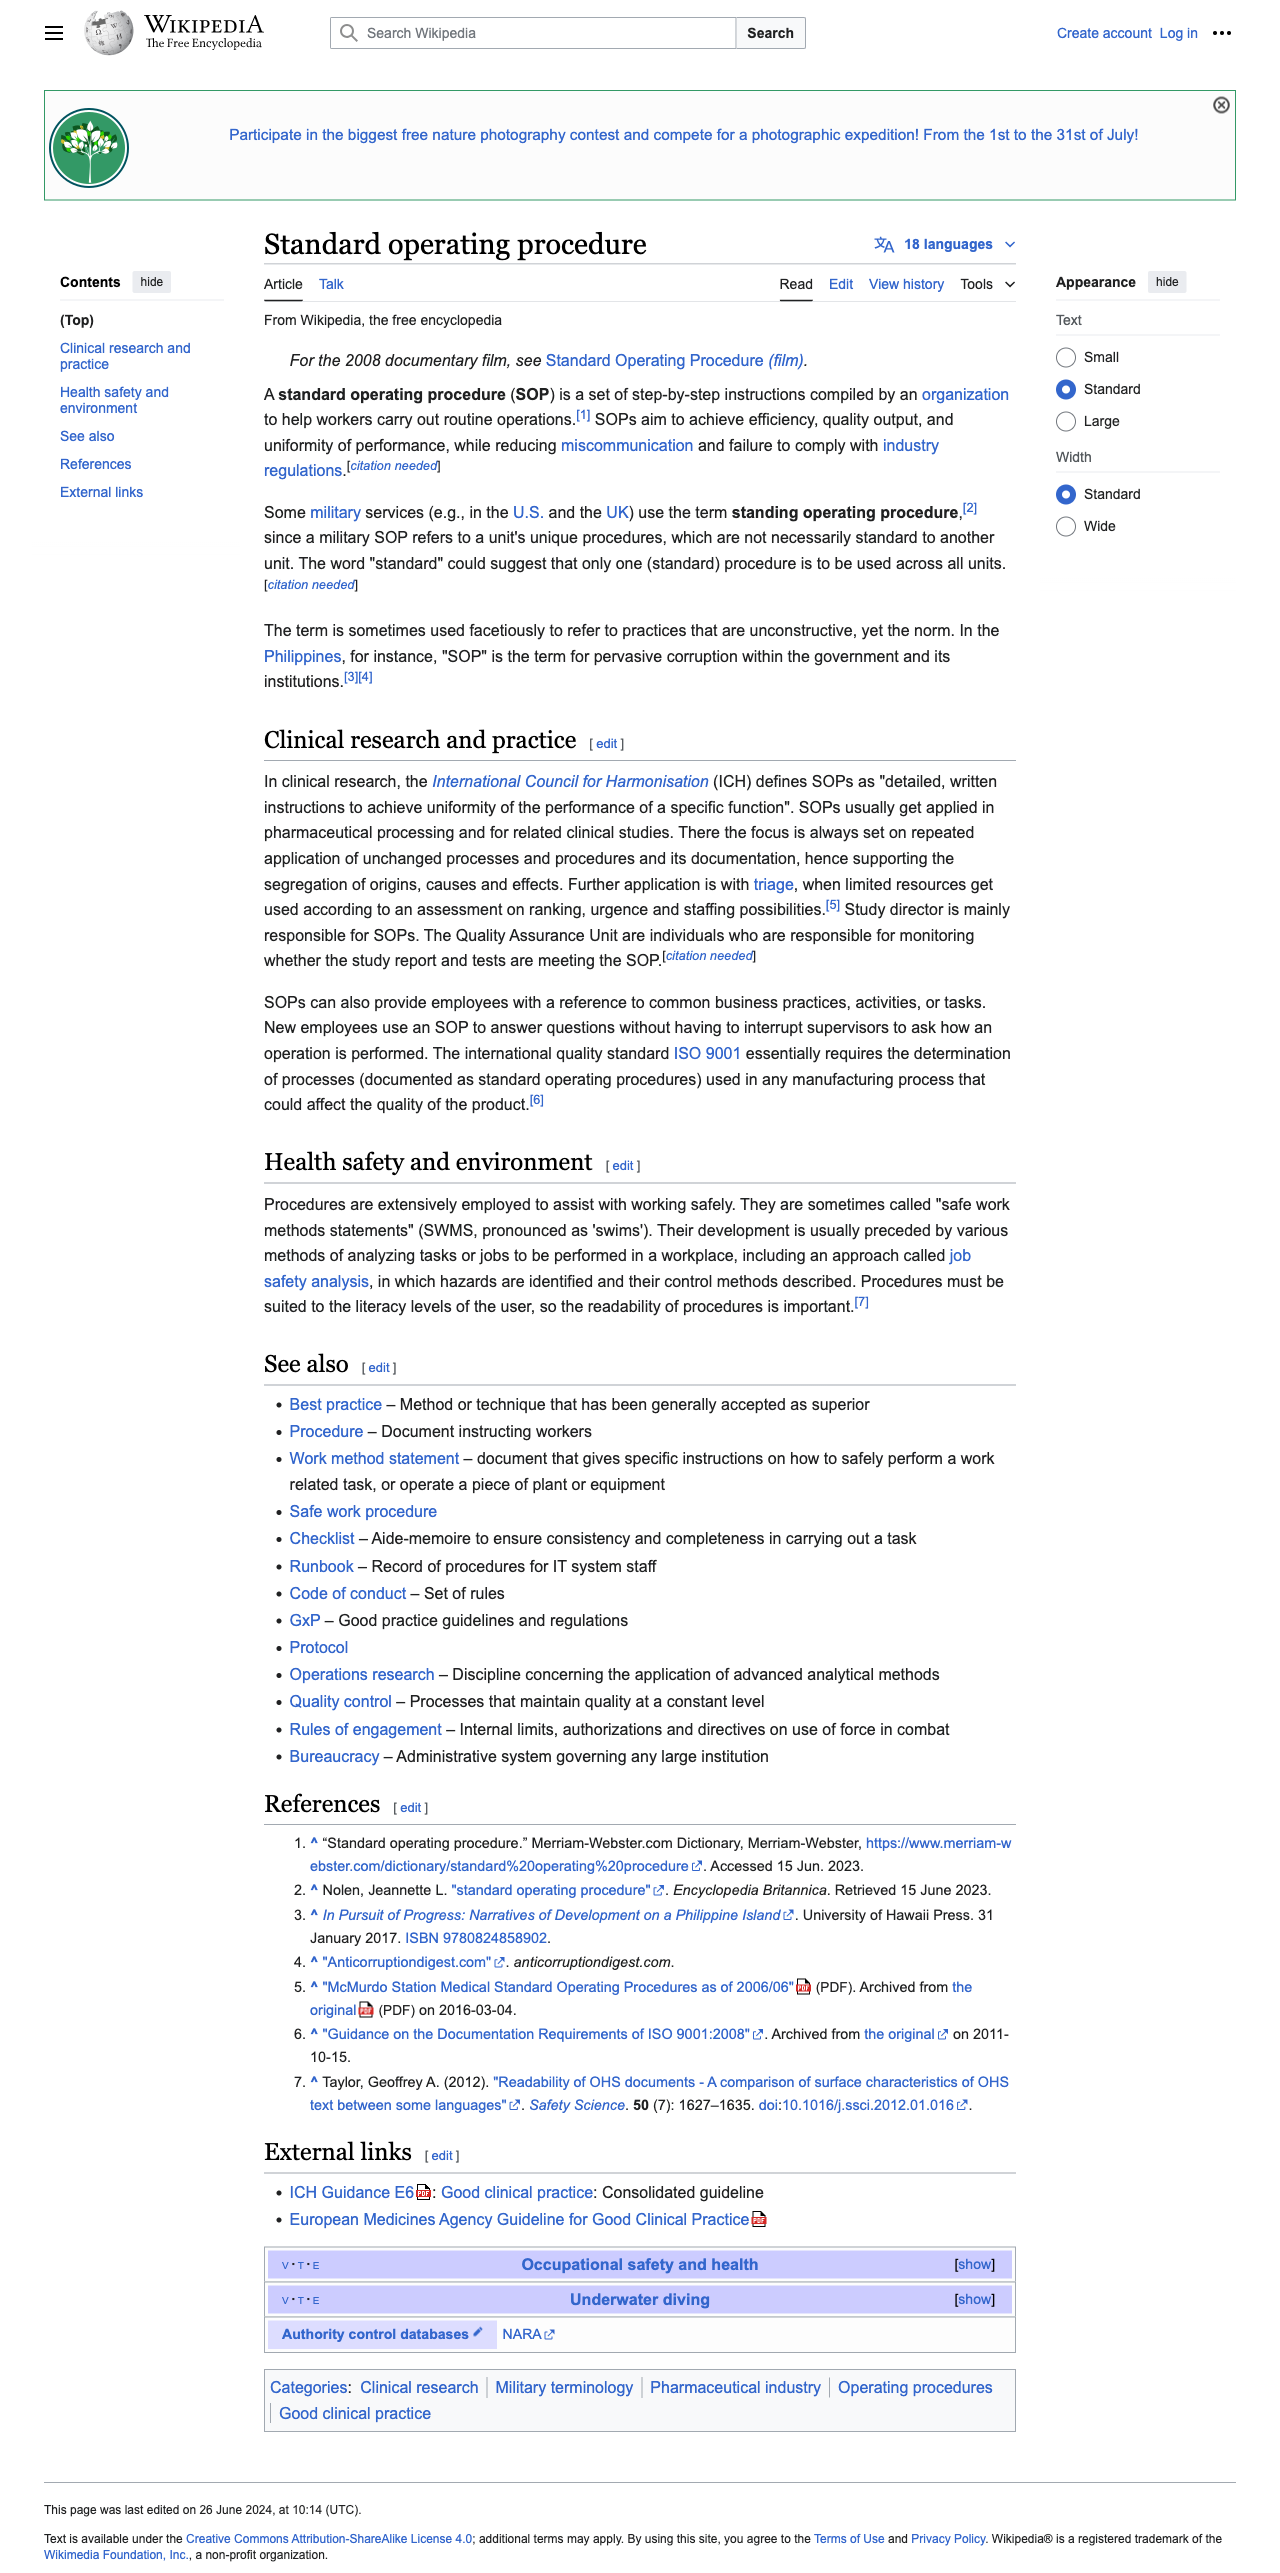 WIKIPEDIA
The Free Encyclopedia
Search Wikipedia
Search
Create account Log in
Participate in the biggest free nature photography contest and compete for a photographic expedition! From the 1st to the 31st of July!
Standard operating procedure
18 languages
Contents hide
(Top)
Clinical research and
practice
Health safety and
environment
See also
References
External links
Article Talk
Read Edit View history Tools
Appearance hide
Text
Small
Standard
Large
Width
Standard
Wide
From Wikipedia, the free encyclopedia
For the 2008 documentary film, see Standard Operating Procedure (film).
A standard operating procedure (SOP) is a set of step-by-step instructions compiled by an organization
to help workers carry out routine operations.[1] SOPs aim to achieve efficiency, quality output, and
uniformity of performance, while reducing miscommunication and failure to comply with industry
regulations.[citation needed]
Some military services (e.g., in the U.S. and the UK) use the term standing operating procedure,[2]
since a military SOP refers to a unit's unique procedures, which are not necessarily standard to another
unit. The word "standard" could suggest that only one (standard) procedure is to be used across all units.
[citation needed]
The term is sometimes used facetiously to refer to practices that are unconstructive, yet the norm. In the
Philippines, for instance, "SOP" is the term for pervasive corruption within the government and its
institutions.[3][4]
Clinical research and practice [ edit ]
In clinical research, the International Council for Harmonisation (ICH) defines SOPs as "detailed, written
instructions to achieve uniformity of the performance of a specific function". SOPs usually get applied in
pharmaceutical processing and for related clinical studies. There the focus is always set on repeated
application of unchanged processes and procedures and its documentation, hence supporting the
segregation of origins, causes and effects. Further application is with triage, when limited resources get
used according to an assessment on ranking, urgence and staffing possibilities.[5] Study director is mainly
responsible for SOPs. The Quality Assurance Unit are individuals who are responsible for monitoring
whether the study report and tests are meeting the SOP.[citation needed]
SOPs can also provide employees with a reference to common business practices, activities, or tasks.
New employees use an SOP to answer questions without having to interrupt supervisors to ask how an
operation is performed. The international quality standard ISO 9001 essentially requires the determination
of processes (documented as standard operating procedures) used in any manufacturing process that
could affect the quality of the product.[6]
Health safety and environment [ edit ]
Procedures are extensively employed to assist with working safely. They are sometimes called "safe work
methods statements" (SWMS, pronounced as 'swims'). Their development is usually preceded by various
methods of analyzing tasks or jobs to be performed in a workplace, including an approach called job
safety analysis, in which hazards are identified and their control methods described. Procedures must be
suited to the literacy levels of the user, so the readability of procedures is important.[7]
See also [ edit ]
• Best practice – Method or technique that has been generally accepted as superior
• Procedure – Document instructing workers
• Work method statement – document that gives specific instructions on how to safely perform a work
related task, or operate a piece of plant or equipment
• Safe work procedure
• Checklist – Aide-memoire to ensure consistency and completeness in carrying out a task
• Runbook – Record of procedures for IT system staff
• Code of conduct – Set of rules
• GxP – Good practice guidelines and regulations
• Protocol
• Operations research – Discipline concerning the application of advanced analytical methods
• Quality control – Processes that maintain quality at a constant level
• Rules of engagement – Internal limits, authorizations and directives on use of force in combat
• Bureaucracy – Administrative system governing any large institution
References [ edit ]
1. ^ “Standard operating procedure.” Merriam-Webster.com Dictionary, Merriam-Webster, https://www.merriam-w
ebster.com/dictionary/standard%20operating%20procedure. Accessed 15 Jun. 2023.
2. ^ Nolen, Jeannette L. "standard operating procedure". Encyclopedia Britannica. Retrieved 15 June 2023.
3. ^ In Pursuit of Progress: Narratives of Development on a Philippine Island. University of Hawaii Press. 31
January 2017. ISBN 9780824858902.
4. ^ "Anticorruptiondigest.com". anticorruptiondigest.com.
5. ^ "McMurdo Station Medical Standard Operating Procedures as of 2006/06" (PDF). Archived from the
original (PDF) on 2016-03-04.
6. ^ "Guidance on the Documentation Requirements of ISO 9001:2008". Archived from the original on 2011-
10-15.
7. ^ Taylor, Geoffrey A. (2012). "Readability of OHS documents - A comparison of surface characteristics of OHS
text between some languages". Safety Science. 50 (7): 1627–1635. doi:10.1016/j.ssci.2012.01.016.
External links [ edit ]
• ICH Guidance E6: Good clinical practice: Consolidated guideline
• European Medicines Agency Guideline for Good Clinical Practice
V · T · E Occupational safety and health [show]
V · T · E Underwater diving [show]
Authority control databases NARA
Categories: Clinical research | Military terminology | Pharmaceutical industry | Operating procedures
| Good clinical practice
This page was last edited on 26 June 2024, at 10:14 (UTC).
Text is available under the Creative Commons Attribution-ShareAlike License 4.0; additional terms may apply. By using this site, you agree to the Terms of Use and Privacy Policy. Wikipedia® is a registered trademark of the
Wikimedia Foundation, Inc., a non-profit organization.